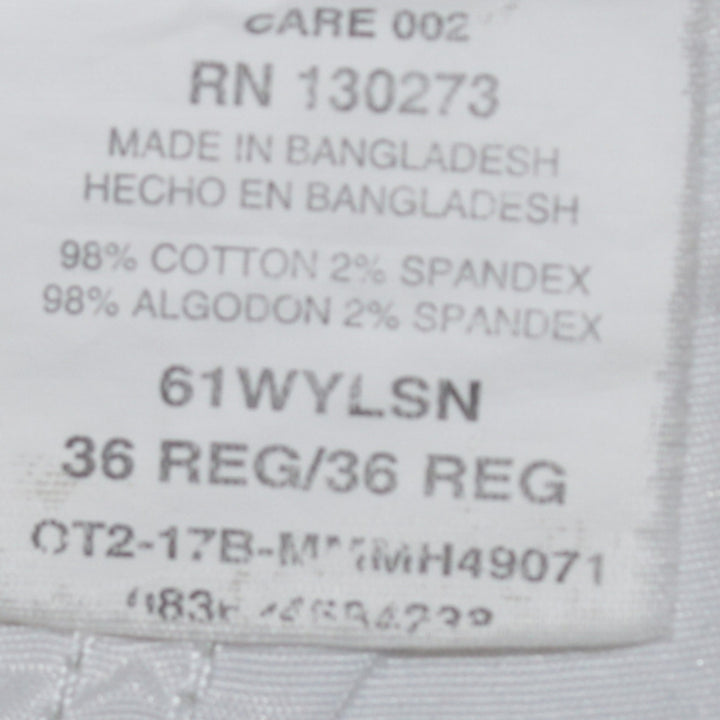 CARE 002
RN 130273
MADE IN BANGLADESH
HECHO EN BANGLADESH
98% COTTON 2% SPANDEX
98% ALGODON 2% SPANDEX
61WYLSN
36 REG/36 REG